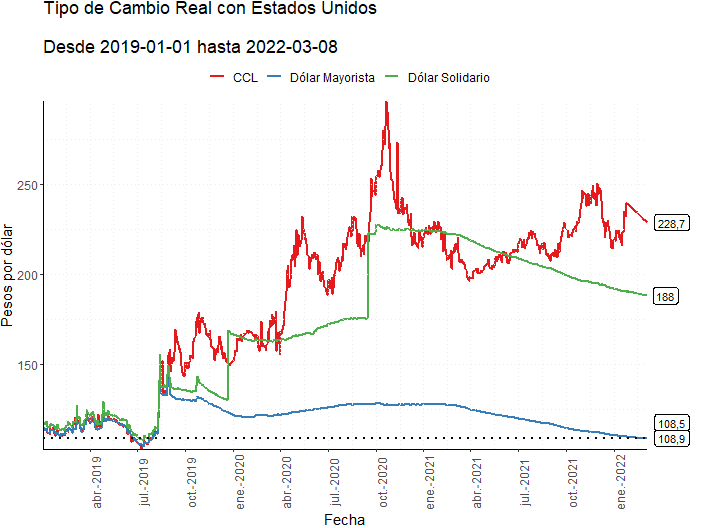 Tipo de Cambio Real con Estados Unidos
Desde 2019-01-01 hasta 2022-03-08
CCL Dólar Mayorista Dólar Solidario
Pesos por dólar
250
200
150
228,7
188
108,5
108,9
abr.-2019 jul.-2019 oct.-2019 ene.-2020 abr.-2020 jul.-2020 oct.-2020 ene.-2021 abr.-2021 jul.-2021 oct.-2021 ene.-2022
Fecha